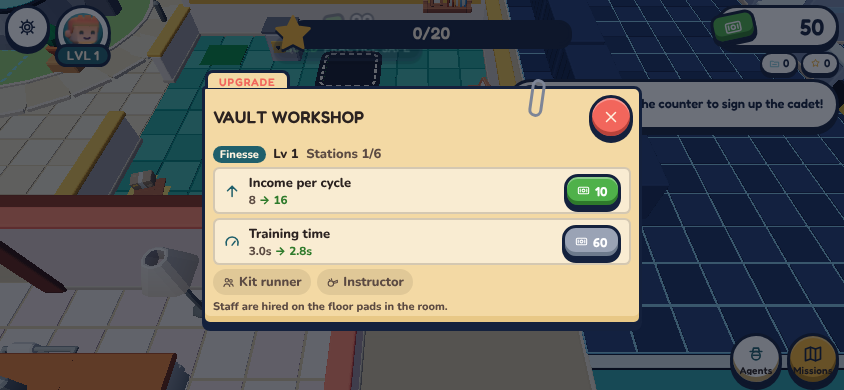 LVL 1
0/20
50
0
0
he counter to sign up the cadet!
UPGRADE
VAULT WORKSHOP
Finesse Lv 1 Stations 1/6
Income per cycle
8 → 16
10
Training time
3.0s → 2.8s
60
Kit runner
Instructor
Staff are hired on the floor pads in the room.
Agents
Missions